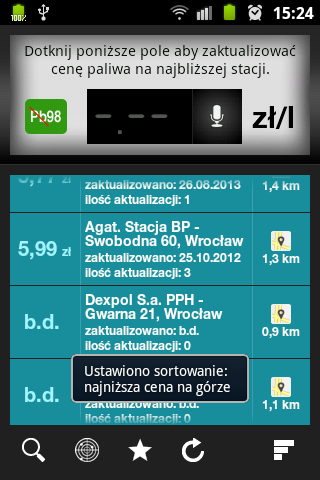 100%
15:24
Dotknij poniższe pole aby zaktualizować
cenę paliwa na najbliższej stacji.
Pb98
zł/l
zł
zaktualizowano: 26.08.2013
ilość aktualizacji: 1
1,4 km
5,99 zł
Agat. Stacja BP -
Swobodna 60, Wrocław
zaktualizowano: 25.10.2012
ilość aktualizacji: 3
1,3 km
b.d.
Dexpol S.a. PPH -
Gwarna 21, Wrocław
zaktualizowano: b.d.
ilość aktualizacji: 0
0,9 km
b.d.
Ustawiono sortowanie:
najniższa cena na górze
zaktualizowano: b.d.
ilość aktualizacji: 0
1,1 km